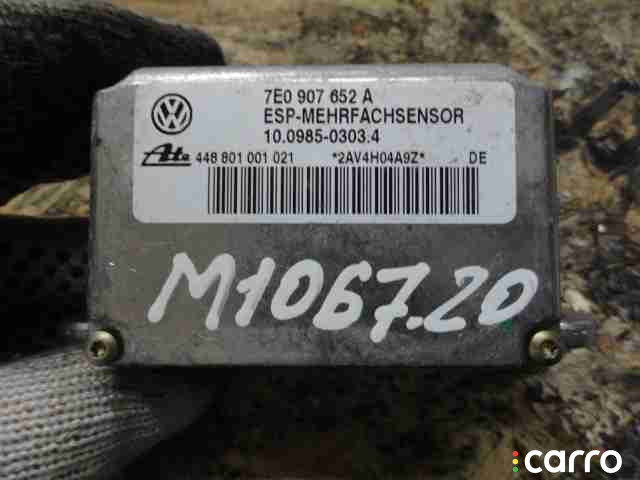 7E0 907 652 A
ESP-MEHRFACHSENSOR
10.0985-0303.4
Ate 448 801 001 021 *2AV4H04A9Z* DE
M1067.20
carro